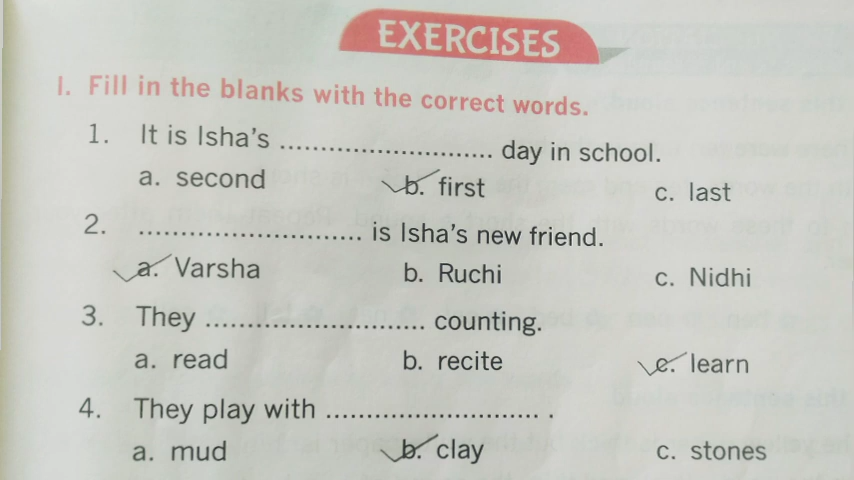 EXERCISES
I. Fill in the blanks with the correct words.
1. It is Isha's ........................... day in school.
a. second b. first c. last
2. ............................ is Isha's new friend.
a. Varsha b. Ruchi c. Nidhi
3. They ........................... counting.
a. read b. recite c. learn
4. They play with ........................... .
a. mud b. clay c. stones